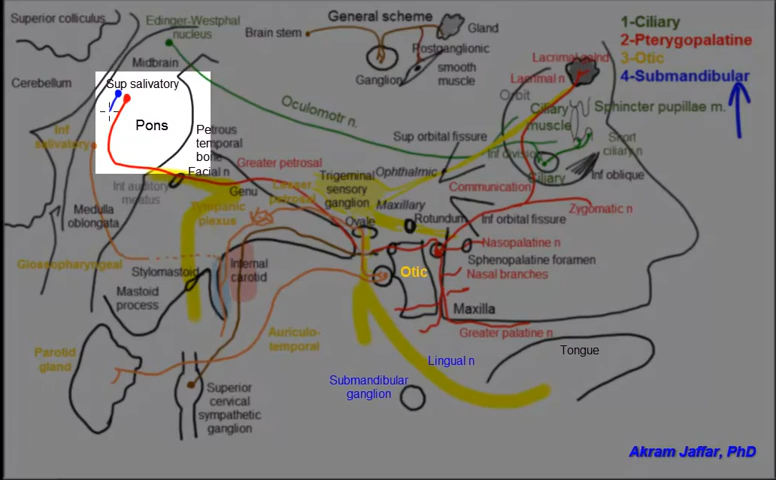 Superior colliculus
Edinger-Westphal
nucleus
General scheme
Brain stem
Gland
Postganglionic
Ganglion
smooth
muscle
1-Ciliary
2-Pterygopalatine
3-Otic
4-Submandibular
Midbrain
Cerebellum
Sup salivatory
Pons
Oculomotr n.
Lacrimal gland
Lacrimal n
Orbit
Ciliary
muscle
Sphincter pupillae m.
Inf
salivatory
Petrous
temporal
bone
Sup orbital fissure
Short
ciliary n
Inf division
Ciliary
Inf oblique
Facial n
Greater petrosal
Trigeminal
sensory
ganglion
Ophthalmic
Inf auditory
meatus
Genu
Lesser
petrosal
Communication
Maxillary
Medulla
oblongata
Tympanic
plexus
Ovale
Rotundum
Inf orbital fissure
Zygomatic n
Glossopharyngeal
Stylomastoid
Internal
carotid
Otic
Nasopalatine n
Sphenopalatine foramen
Nasal branches
Mastoid
process
Maxilla
Greater palatine n
Parotid
gland
Auriculo-
temporal
Tongue
Lingual n
Submandibular
ganglion
Superior
cervical
sympathetic
ganglion
Akram Jaffar, PhD